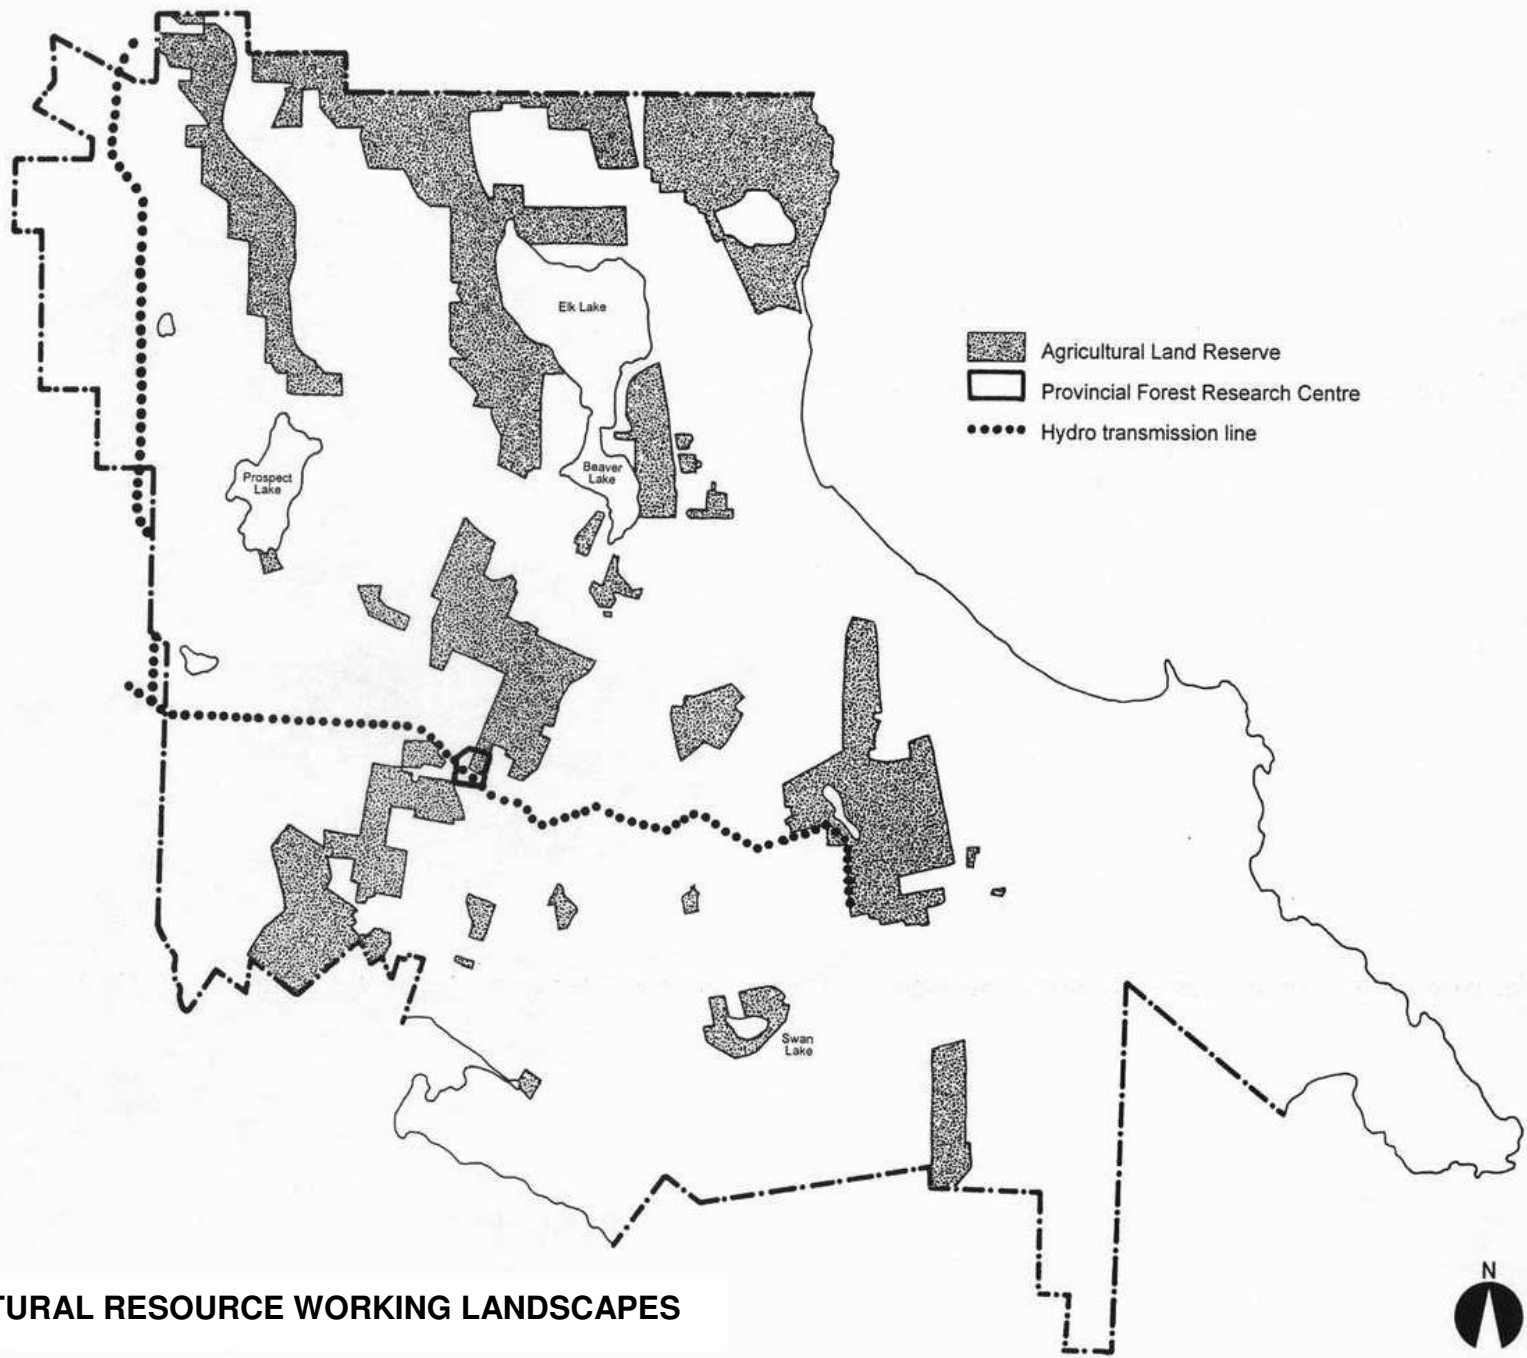 Elk Lake
Agricultural Land Reserve
Provincial Forest Research Centre
Hydro transmission line
Prospect
Lake
Beaver
Lake
Swan
Lake
N
TURAL RESOURCE WORKING LANDSCAPES